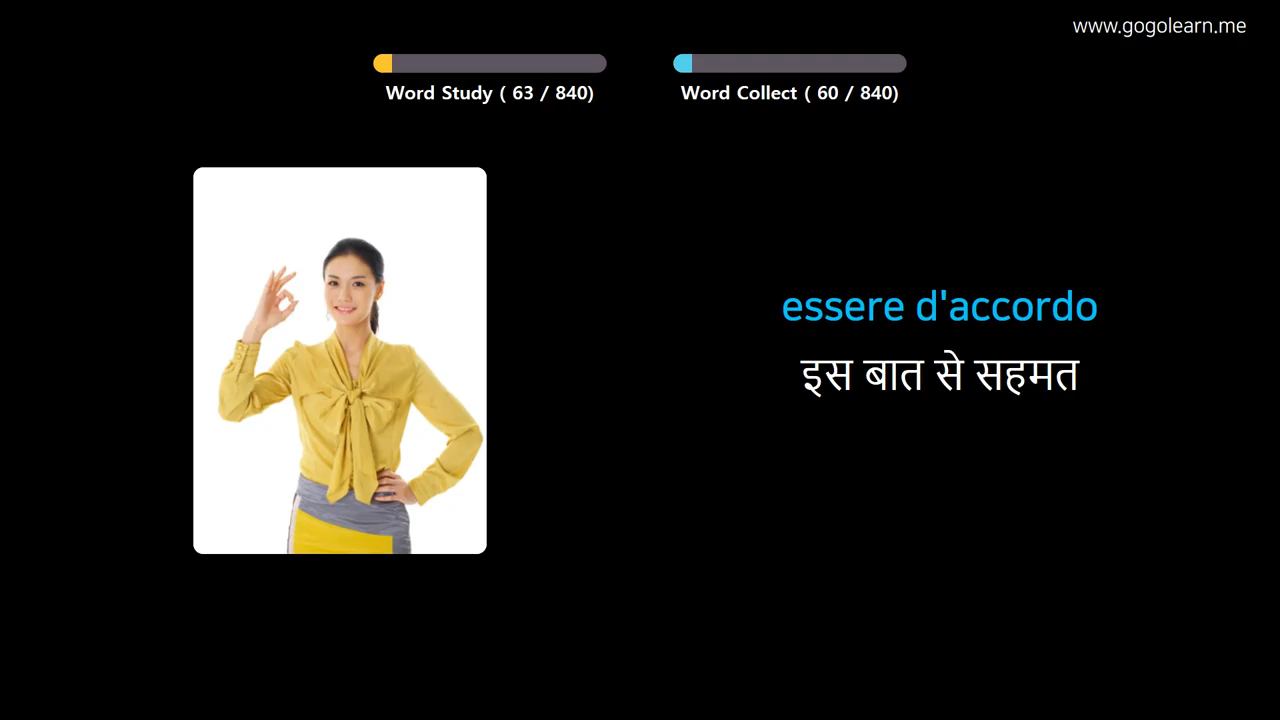 www.gogolearn.me
Word Study ( 63 / 840)
Word Collect ( 60 / 840)
essere d'accordo
इस बात से सहमत